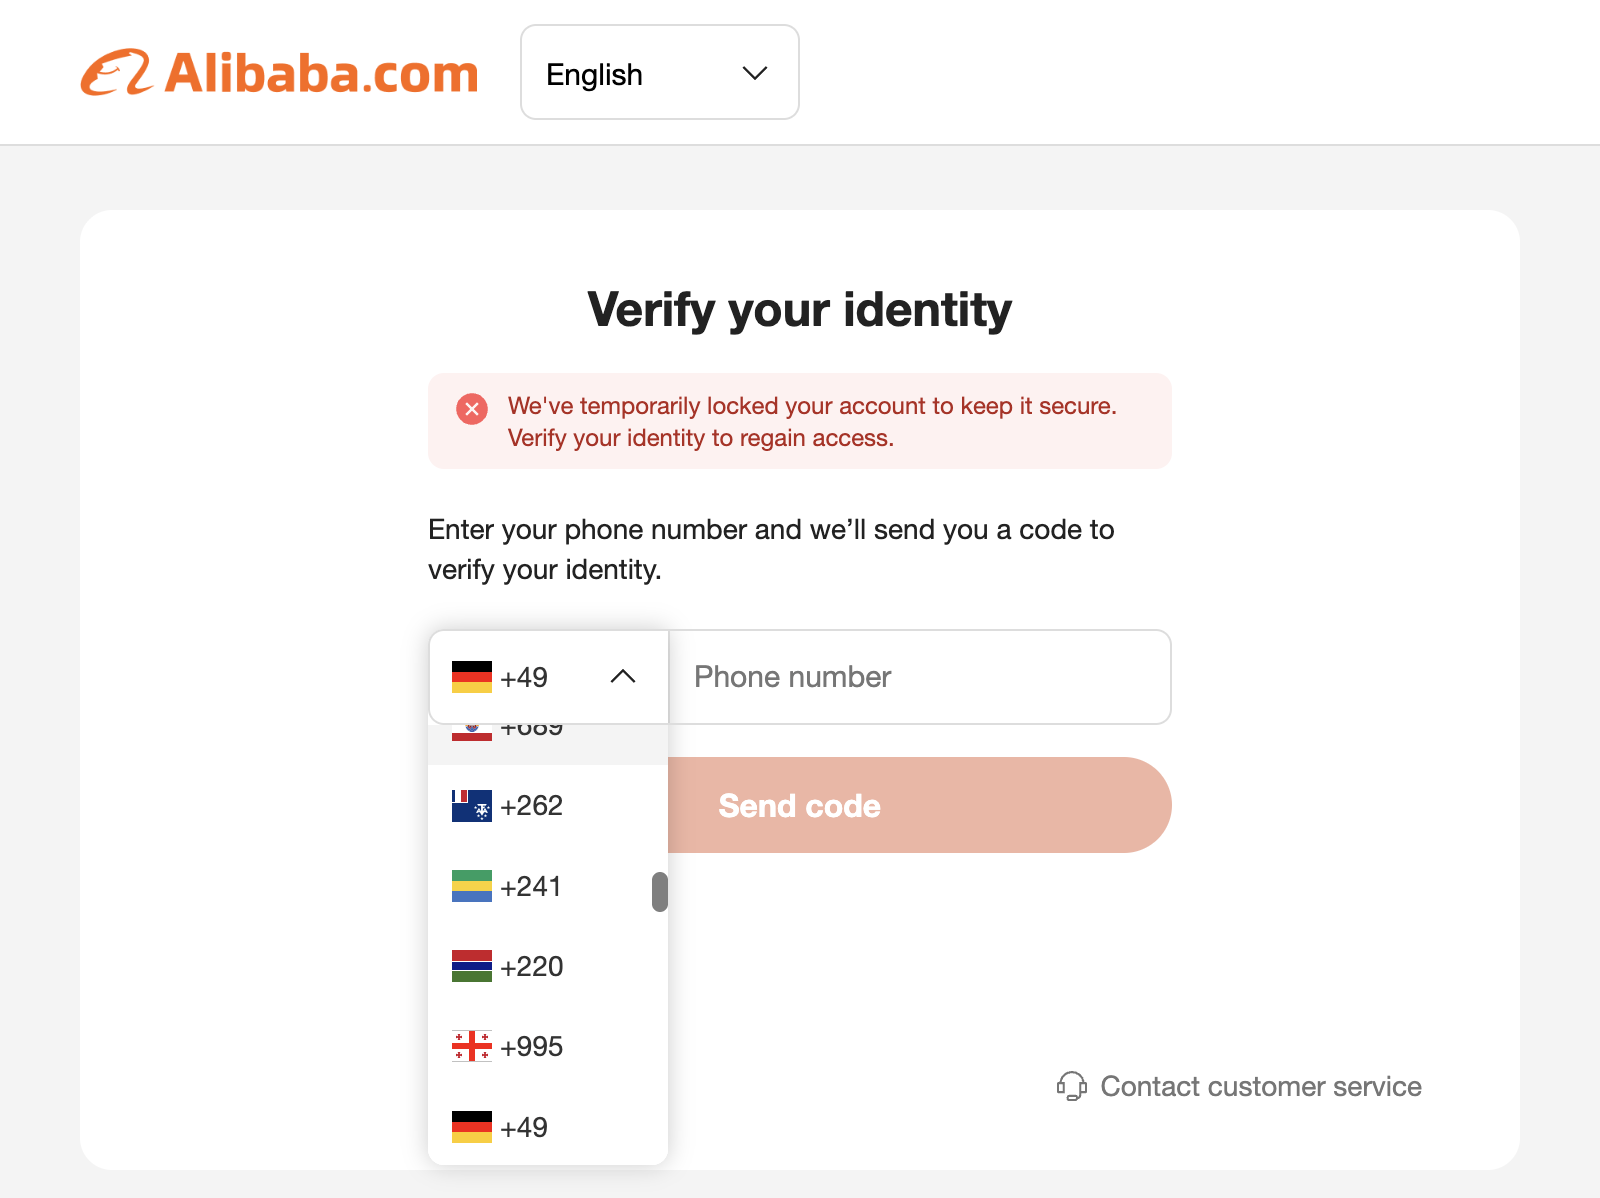 Alibaba.com
English
Verify your identity
We've temporarily locked your account to keep it secure.
Verify your identity to regain access.
Enter your phone number and we’ll send you a code to
verify your identity.
+49
Phone number
+689
Send code
+262
+241
+220
+995
Contact customer service
+49